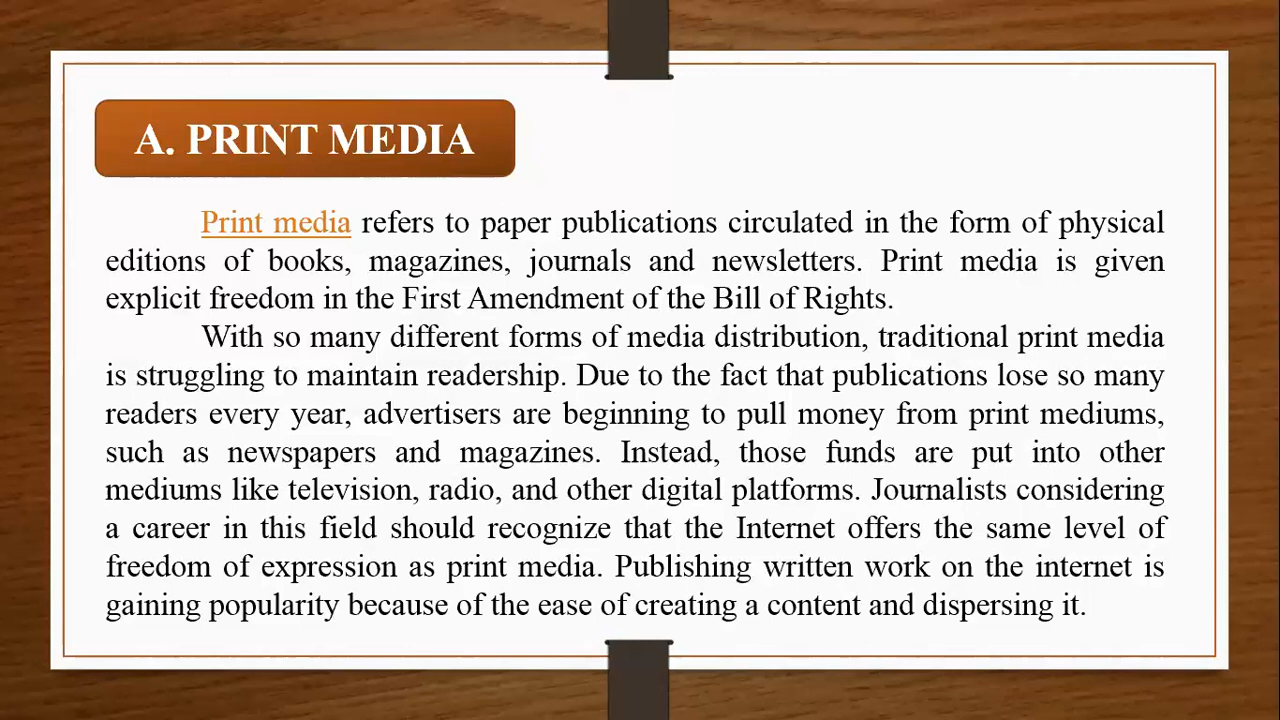 A. PRINT MEDIA
Print media refers to paper publications circulated in the form of physical
editions of books, magazines, journals and newsletters. Print media is given
explicit freedom in the First Amendment of the Bill of Rights.
With so many different forms of media distribution, traditional print media
is struggling to maintain readership. Due to the fact that publications lose so many
readers every year, advertisers are beginning to pull money from print mediums,
such as newspapers and magazines. Instead, those funds are put into other
mediums like television, radio, and other digital platforms. Journalists considering
a career in this field should recognize that the Internet offers the same level of
freedom of expression as print media. Publishing written work on the internet is
gaining popularity because of the ease of creating a content and dispersing it.